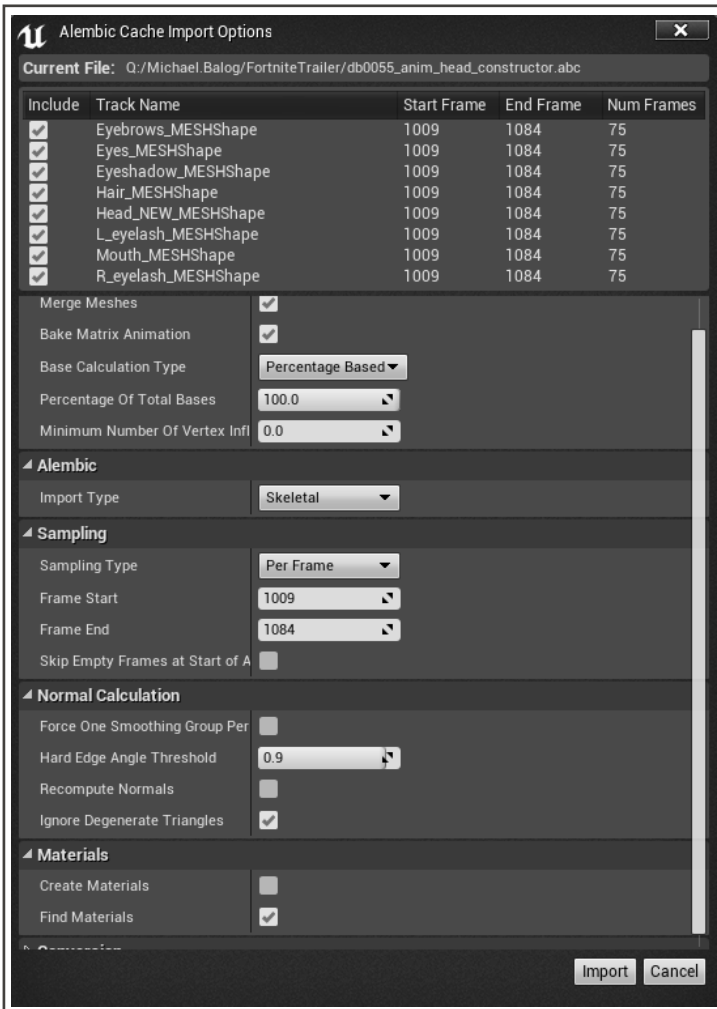 Alembic Cache Import Options
Current File: Q:/Michael.Balog/FortniteTrailer/db0055_anim_head_constructor.abc
Include Track Name Start Frame End Frame Num Frames
Eyebrows_MESHShape 1009 1084 75
Eyes_MESHShape 1009 1084 75
Eyeshadow_MESHShape 1009 1084 75
Hair_MESHShape 1009 1084 75
Head_NEW_MESHShape 1009 1084 75
L_eyelash_MESHShape 1009 1084 75
Mouth_MESHShape 1009 1084 75
R_eyelash_MESHShape 1009 1084 75
Merge Meshes
Bake Matrix Animation
Base Calculation Type Percentage Based
Percentage Of Total Bases 100.0
Minimum Number Of Vertex Infl 0.0
Alembic
Import Type Skeletal
Sampling
Sampling Type Per Frame
Frame Start 1009
Frame End 1084
Skip Empty Frames at Start of A
Normal Calculation
Force One Smoothing Group Per
Hard Edge Angle Threshold 0.9
Recompute Normals
Ignore Degenerate Triangles
Materials
Create Materials
Find Materials
Import Cancel